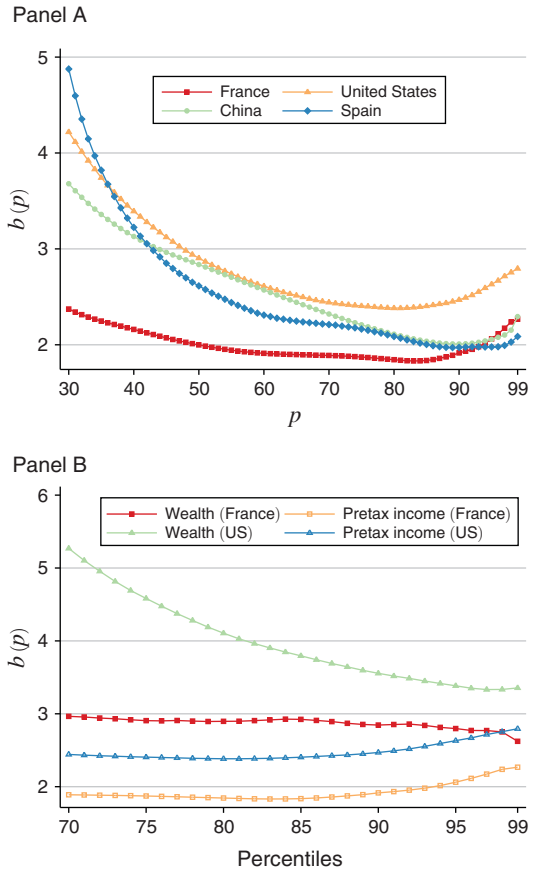 Panel A
5
France United States
China Spain
4
b (p)
3
2
30 40 50 60 70 80 90 99
p
Panel B
6
Wealth (France) Pretax income (France)
Wealth (US) Pretax income (US)
5
b (p)
4
3
2
70 75 80 85 90 95 99
Percentiles